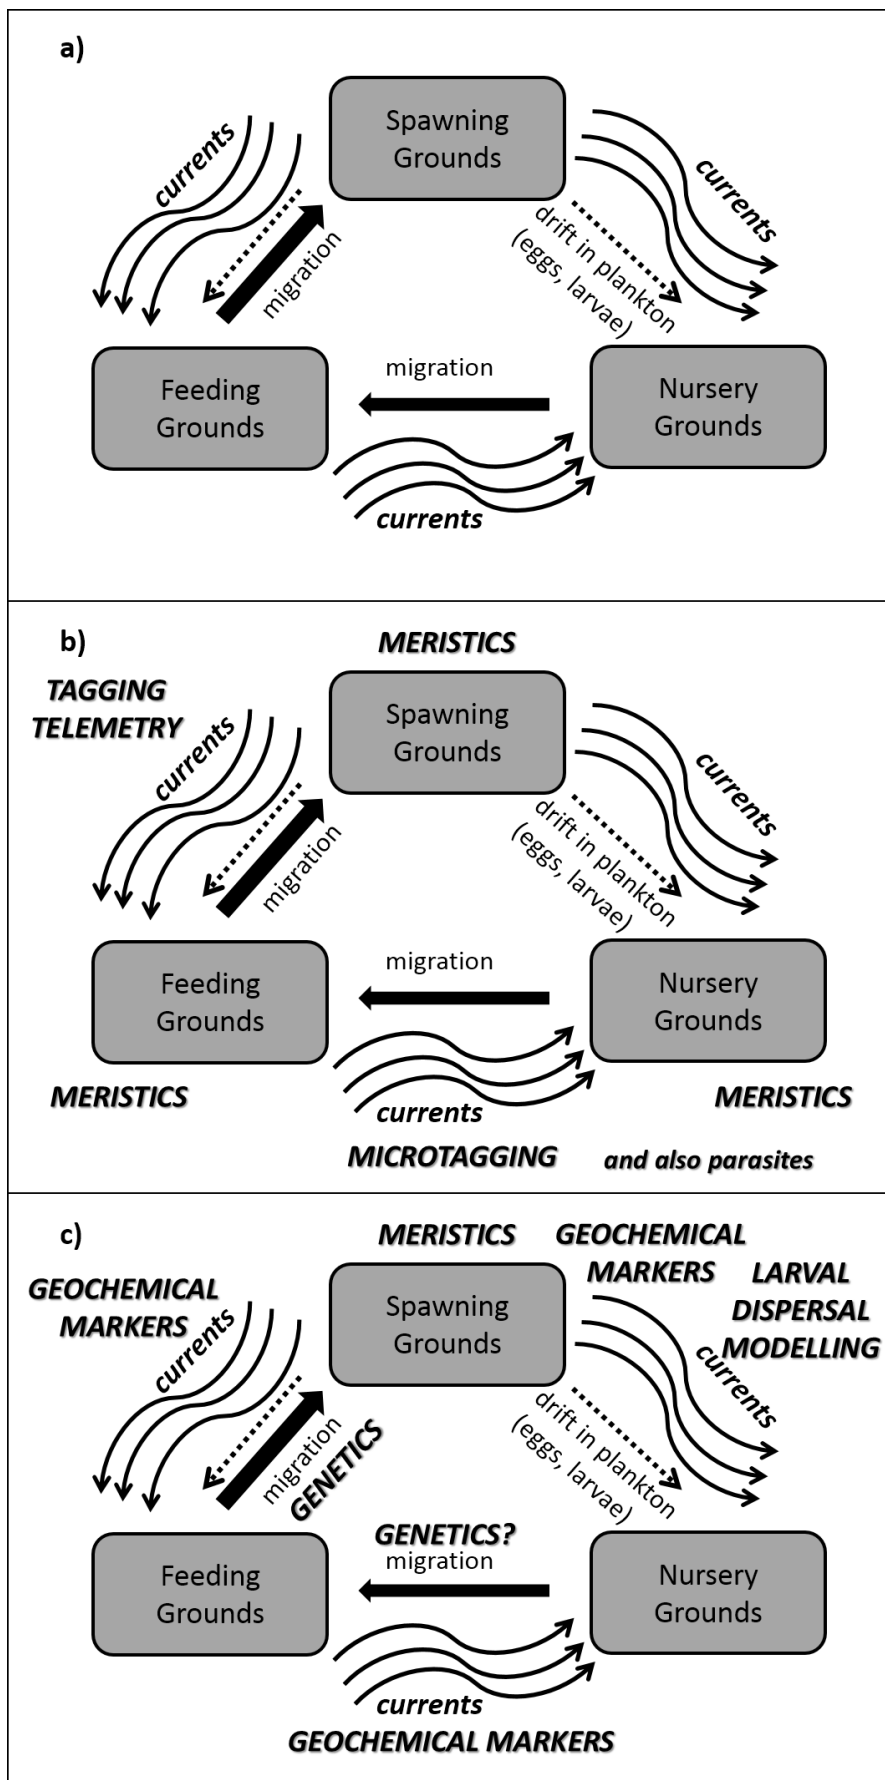 a)
Spawning
Grounds
currents
currents
migration
drift in plankton
(eggs, larvae)
migration
Feeding
Grounds
Nursery
Grounds
currents
b)
MERISTICS
TAGGING
TELEMETRY
Spawning
Grounds
currents
currents
migration
drift in plankton
(eggs, larvae)
migration
Feeding
Grounds
Nursery
Grounds
MERISTICS
currents
MERISTICS
MICROTAGGING
and also parasites
c)
MERISTICS
GEOCHEMICAL
MARKERS
LARVAL
DISPERSAL
MODELLING
GEOCHEMICAL
MARKERS
Spawning
Grounds
currents
currents
migration
GENETICS
drift in plankton
(eggs, larvae)
GENETICS?
migration
Feeding
Grounds
Nursery
Grounds
currents
GEOCHEMICAL MARKERS